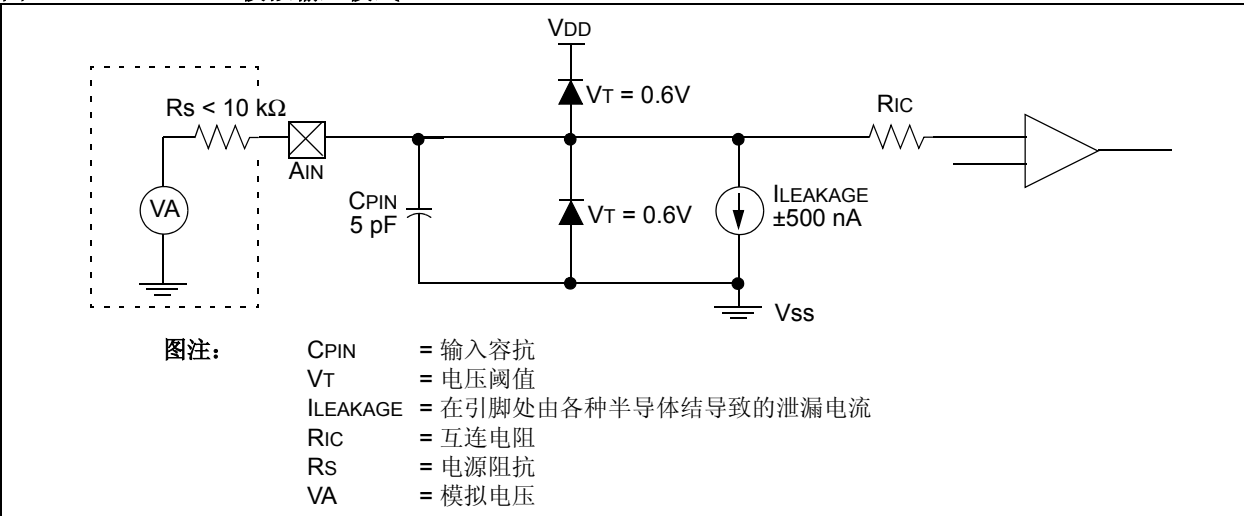 VDD
VT = 0.6V
Rs < 10 kΩ
RIC
AIN
VA
CPIN
5 pF
VT = 0.6V
ILEAKAGE
±500 nA
Vss
图注：
CPIN = 输入容抗
VT = 电压阈值
ILEAKAGE = 在引脚处由各种半导体结导致的泄漏电流
RIC = 互连电阻
RS = 电源阻抗
VA = 模拟电压